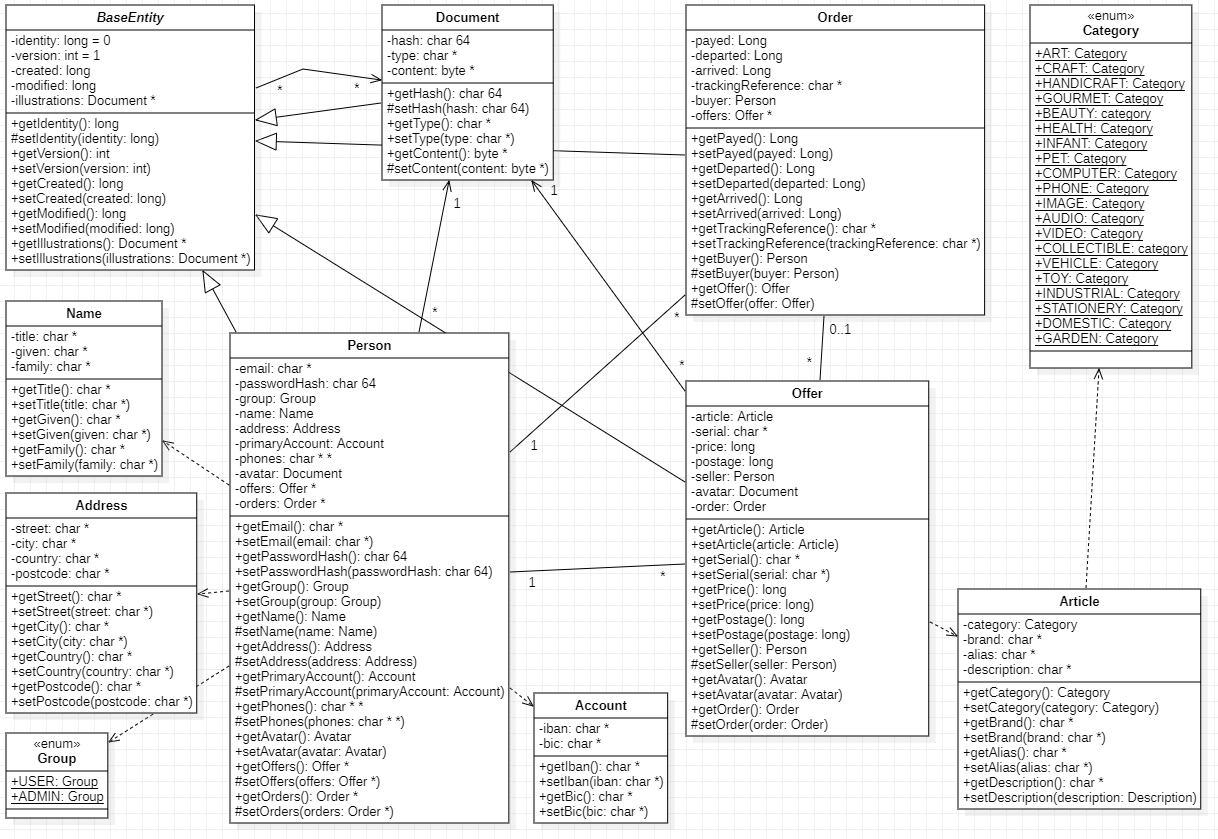 BaseEntity
-identity: long = 0
-version: int = 1
-created: long
-modified: long
-illustrations: Document *
+getIdentity(): long
#setIdentity(identity: long)
+getVersion(): int
+setVersion(version: int)
+getCreated(): long
+setCreated(created: long)
+getModified(): long
+setModified(modified: long)
+getIllustrations(): Document *
+setIllustrations(illustrations: Document *)
*
*
Document
-hash: char 64
-type: char *
-content: byte *
+getHash(): char 64
#setHash(hash: char 64)
+getType(): char *
+setType(type: char *)
+getContent(): byte *
#setContent(content: byte *)
1
1
Order
-payed: Long
-departed: Long
-arrived: Long
-trackingReference: char *
-buyer: Person
-offers: Offer *
+getPayed(): Long
+setPayed(payed: Long)
+getDeparted(): Long
+setDeparted(departed: Long)
+getArrived(): Long
+setArrived(arrived: Long)
+getTrackingReference(): char *
+setTrackingReference(trackingReference: char *)
+getBuyer(): Person
#setBuyer(buyer: Person)
+getOffer(): Offer
#setOffer(offer: Offer)
*
0..1
*
*
*
«enum»
Category
+ART: Category
+CRAFT: Category
+HANDICRAFT: Category
+GOURMET: Categoy
+BEAUTY: category
+HEALTH: Category
+INFANT: Category
+PET: Category
+COMPUTER: Category
+PHONE: Category
+IMAGE: Category
+AUDIO: Category
+VIDEO: Category
+COLLECTIBLE: category
+VEHICLE: Category
+TOY: Category
+INDUSTRIAL: Category
+STATIONERY: Category
+DOMESTIC: Category
+GARDEN: Category
Name
-title: char *
-given: char *
-family: char *
+getTitle(): char *
+setTitle(title: char *)
+getGiven(): char *
+setGiven(given: char *)
+getFamily(): char *
+setFamily(family: char *)
Address
-street: char *
-city: char *
-country: char *
-postcode: char *
+getStreet(): char *
+setStreet(street: char *)
+getCity(): char *
+setCity(city: char *)
+getCountry(): char *
+setCountry(country: char *)
+getPostcode(): char *
+setPostcode(postcode: char *)
«enum»
Group
+USER: Group
+ADMIN: Group
Person
-email: char *
-passwordHash: char 64
-group: Group
-name: Name
-address: Address
-primaryAccount: Account
-phones: char * *
-avatar: Document
-offers: Offer *
-orders: Order *
+getEmail(): char *
+setEmail(email: char *)
+getPasswordHash(): char 64
+setPasswordHash(passwordHash: char 64)
+getGroup(): Group
+setGroup(group: Group)
+getName(): Name
#setName(name: Name)
+getAddress(): Address
#setAddress(address: Address)
+getPrimaryAccount(): Account
#setPrimaryAccount(primaryAccount: Account)
+getPhones(): char * *
#setPhones(phones: char * *)
+getAvatar(): Avatar
+setAvatar(avatar: Avatar)
+getOffers(): Offer *
#setOffers(offers: Offer *)
+getOrders(): Order *
#setOrders(orders: Order *)
1
1
*
Account
-iban: char *
-bic: char *
+getIban(): char *
+setIban(iban: char *)
+getBic(): char *
+setBic(bic: char *)
Offer
-article: Article
-serial: char *
-price: long
-postage: long
-seller: Person
-avatar: Document
-order: Order
+getArticle(): Article
+setArticle(article: Article)
+getSerial(): char *
+setSerial(serial: char *)
+getPrice(): long
+setPrice(price: long)
+getPostage(): long
+setPostage(postage: long)
+getSeller(): Person
#setSeller(seller: Person)
+getAvatar(): Avatar
+setAvatar(avatar: Avatar)
+getOrder(): Order
#setOrder(order: Order)
Article
-category: Category
-brand: char *
-alias: char *
-description: char *
+getCategory(): Category
+setCategory(category: Category)
+getBrand(): char *
+setBrand(brand: char *)
+getAlias(): char *
+setAlias(alias: char *)
+getDescription(): char *
+setDescription(description: Description)